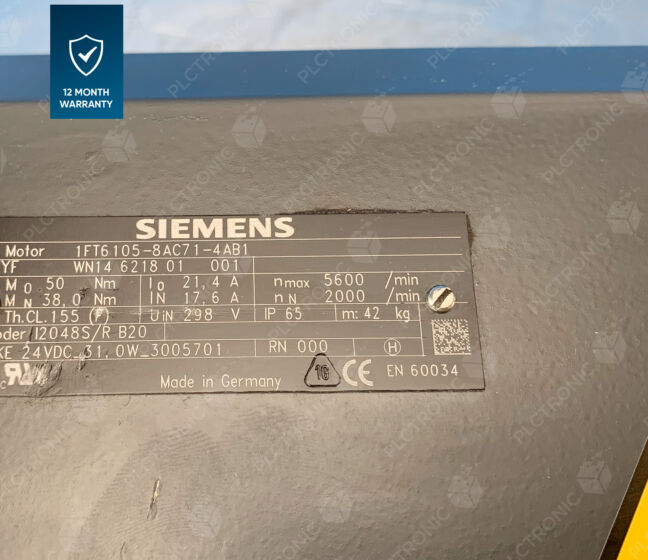 12 MONTH
WARRANTY
SIEMENS
Motor 1FT6105-8AC71-4AB1
YF WN14 6218 01 001
M0 50 Nm I0 21,4 A nmax 5600 /min
MN 38,0 Nm IN 17,6 A nN 2000 /min
Th.CL.155 (F) UIN 298 V IP 65 m: 42 kg
oder I2048S/R B20
KE 24VDC 31,0W 3005701 RN 000 H
c RU Made in Germany 16 CE EN 60034
PLCTRONIC